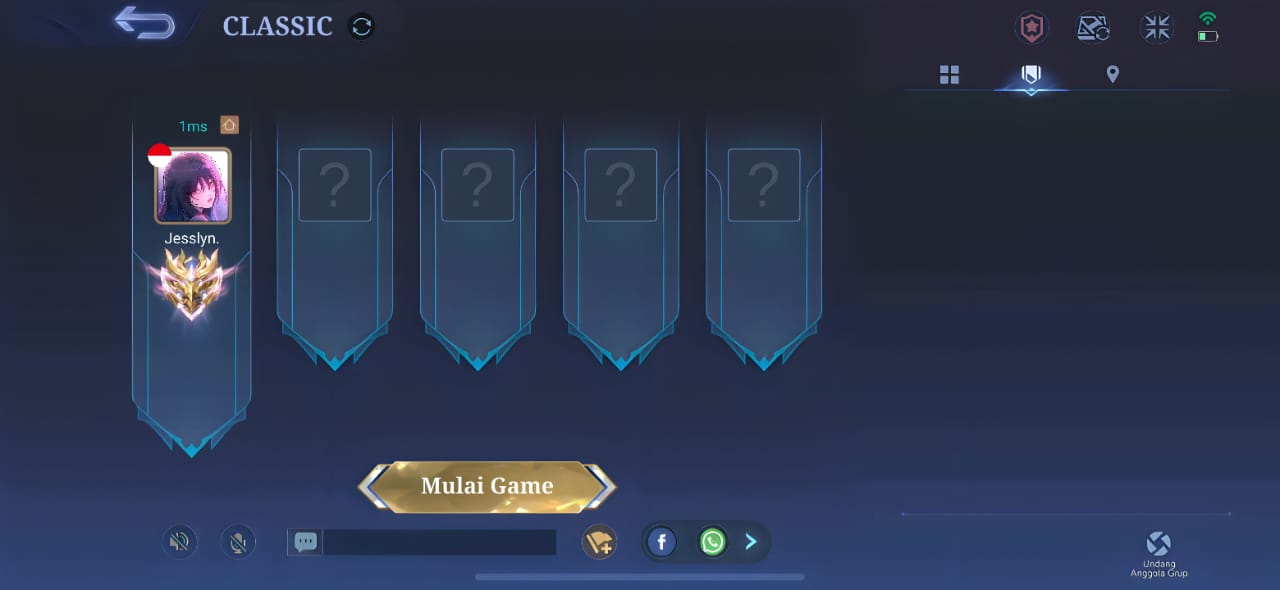 CLASSIC
1ms
?
?
?
?
Jesslyn.
Mulai Game
Undang
Anggota Grup